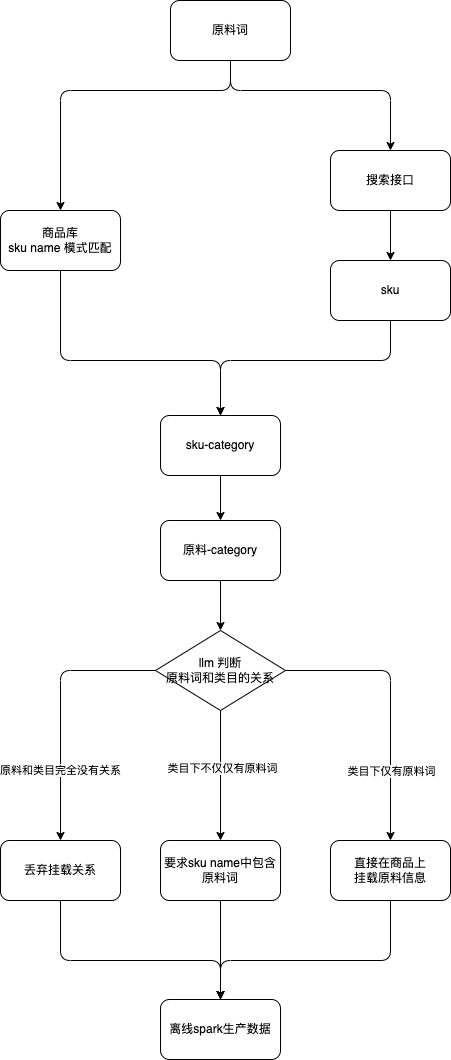 原料词
搜索接口
商品库
sku name 模式匹配
sku
sku-category
原料-category
llm 判断
原料词和类目的关系
原料和类目完全没有关系
类目下不仅仅有原料词
类目下仅有原料词
丢弃挂载关系
要求sku name中包含
原料词
直接在商品上
挂载原料信息
离线spark生产数据